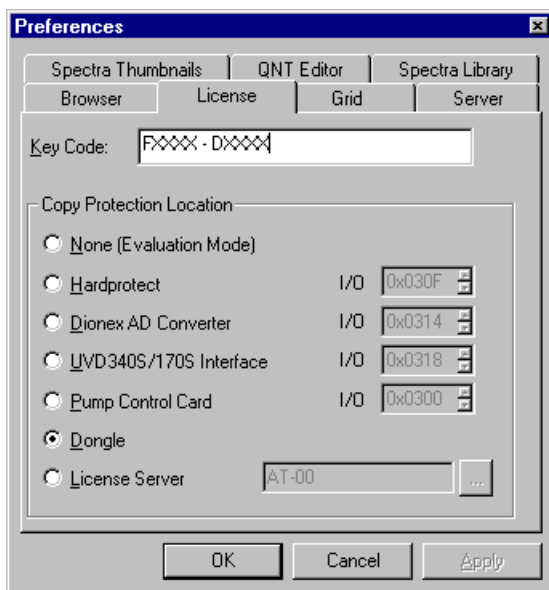 Preferences
Spectra Thumbnails QNT Editor Spectra Library
Browser License Grid Server
Key Code: FXXXX - DXXXX
Copy Protection Location
None (Evaluation Mode)
Hardprotect I/O 0x030F
Dionex AD Converter I/O 0x0314
UVD340S/170S Interface I/O 0x0318
Pump Control Card I/O 0x0300
Dongle
License Server AT-00 ...
OK Cancel Apply